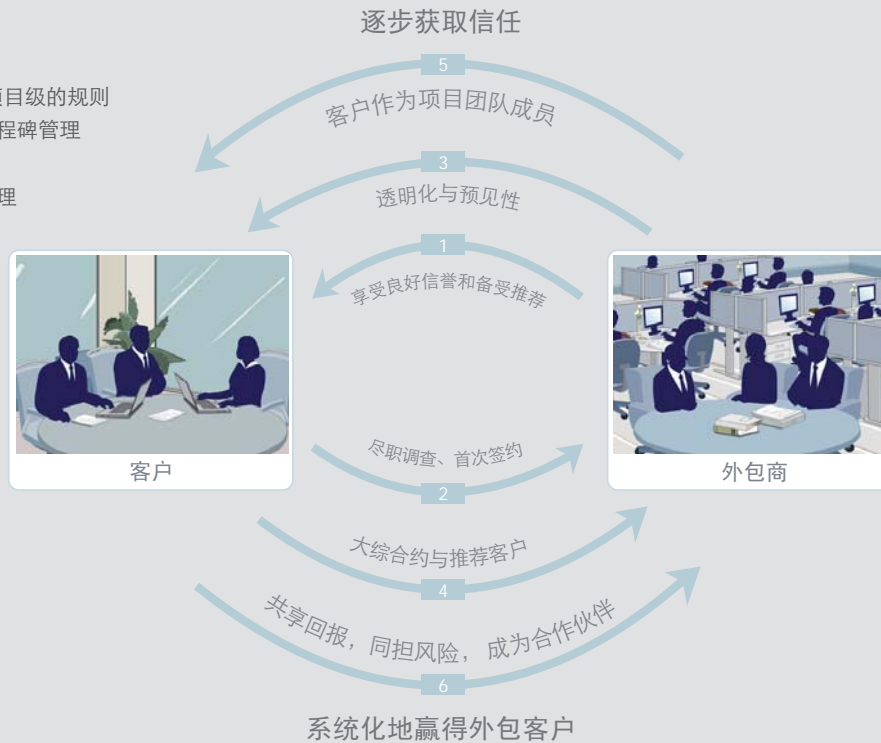 逐步获取信任
5
客户作为项目团队成员
目级的规则
程碑管理
理
3
透明化与预见性
1
享受良好信誉和备受推荐
客户
外包商
尽职调查、首次签约
2
大综合约与推荐客户
4
共享回报，同担风险，成为合作伙伴
6
系统化地赢得外包客户